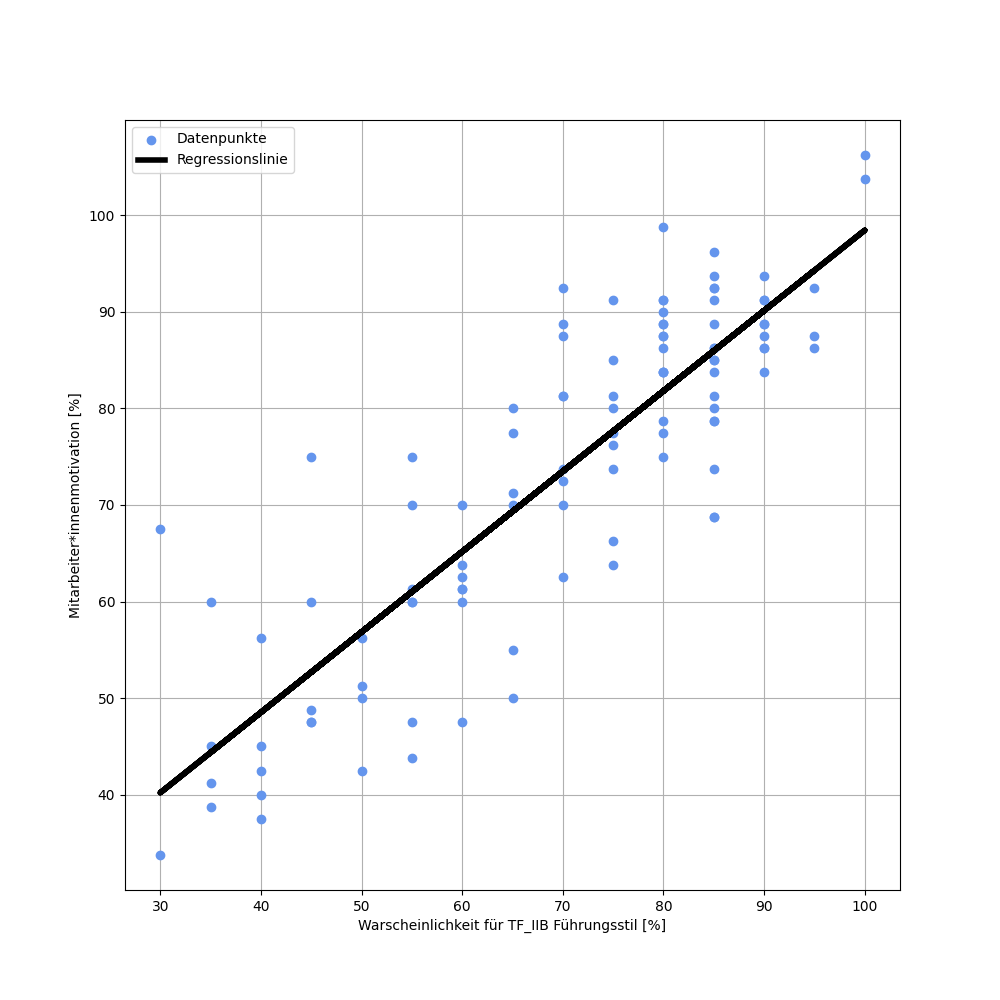 Datenpunkte
Regressionslinie
100
90
80
70
60
50
40
Mitarbeiter*innenmotivation [%]
30 40 50 60 70 80 90 100
Warscheinlichkeit für TF_IIB Führungsstil [%]